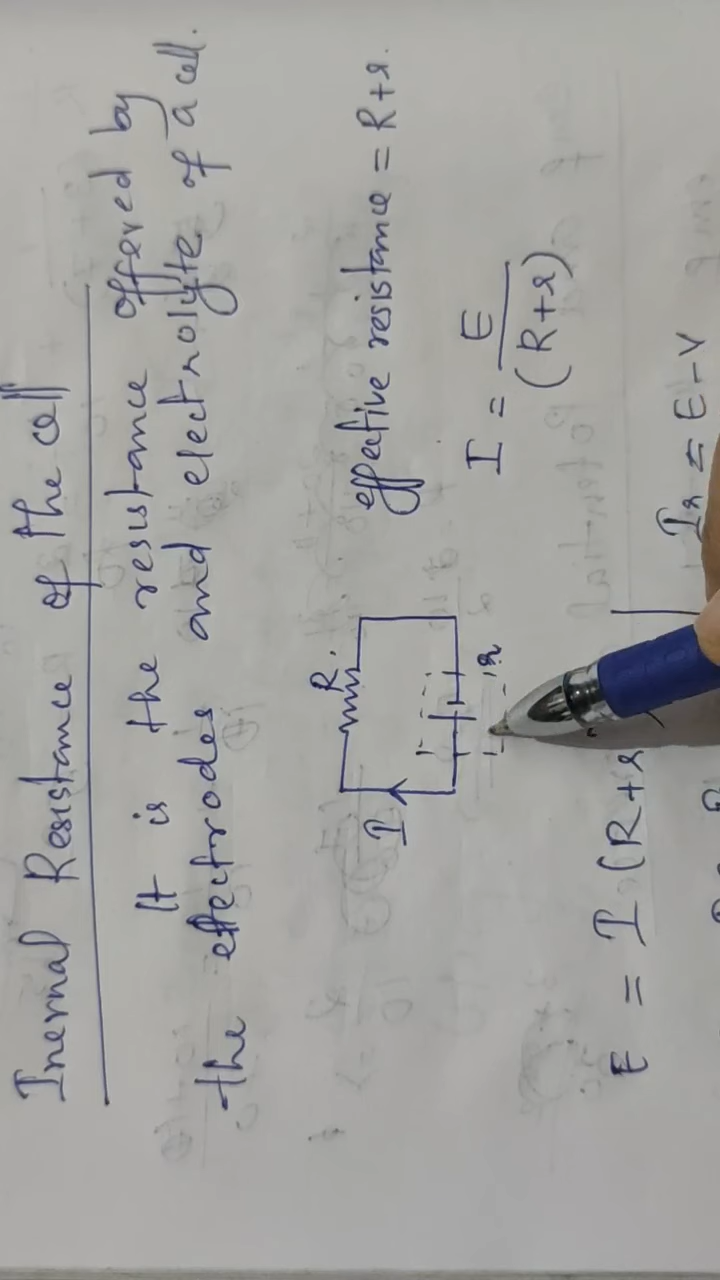 Inernal Resistance of the cell
It is the resistance offered by
the electrodes and electrolyte of a cell.
R
I
r
effective resistance = R+r.
I = E
(R+r)
E = I (R+r
Ir = E-V